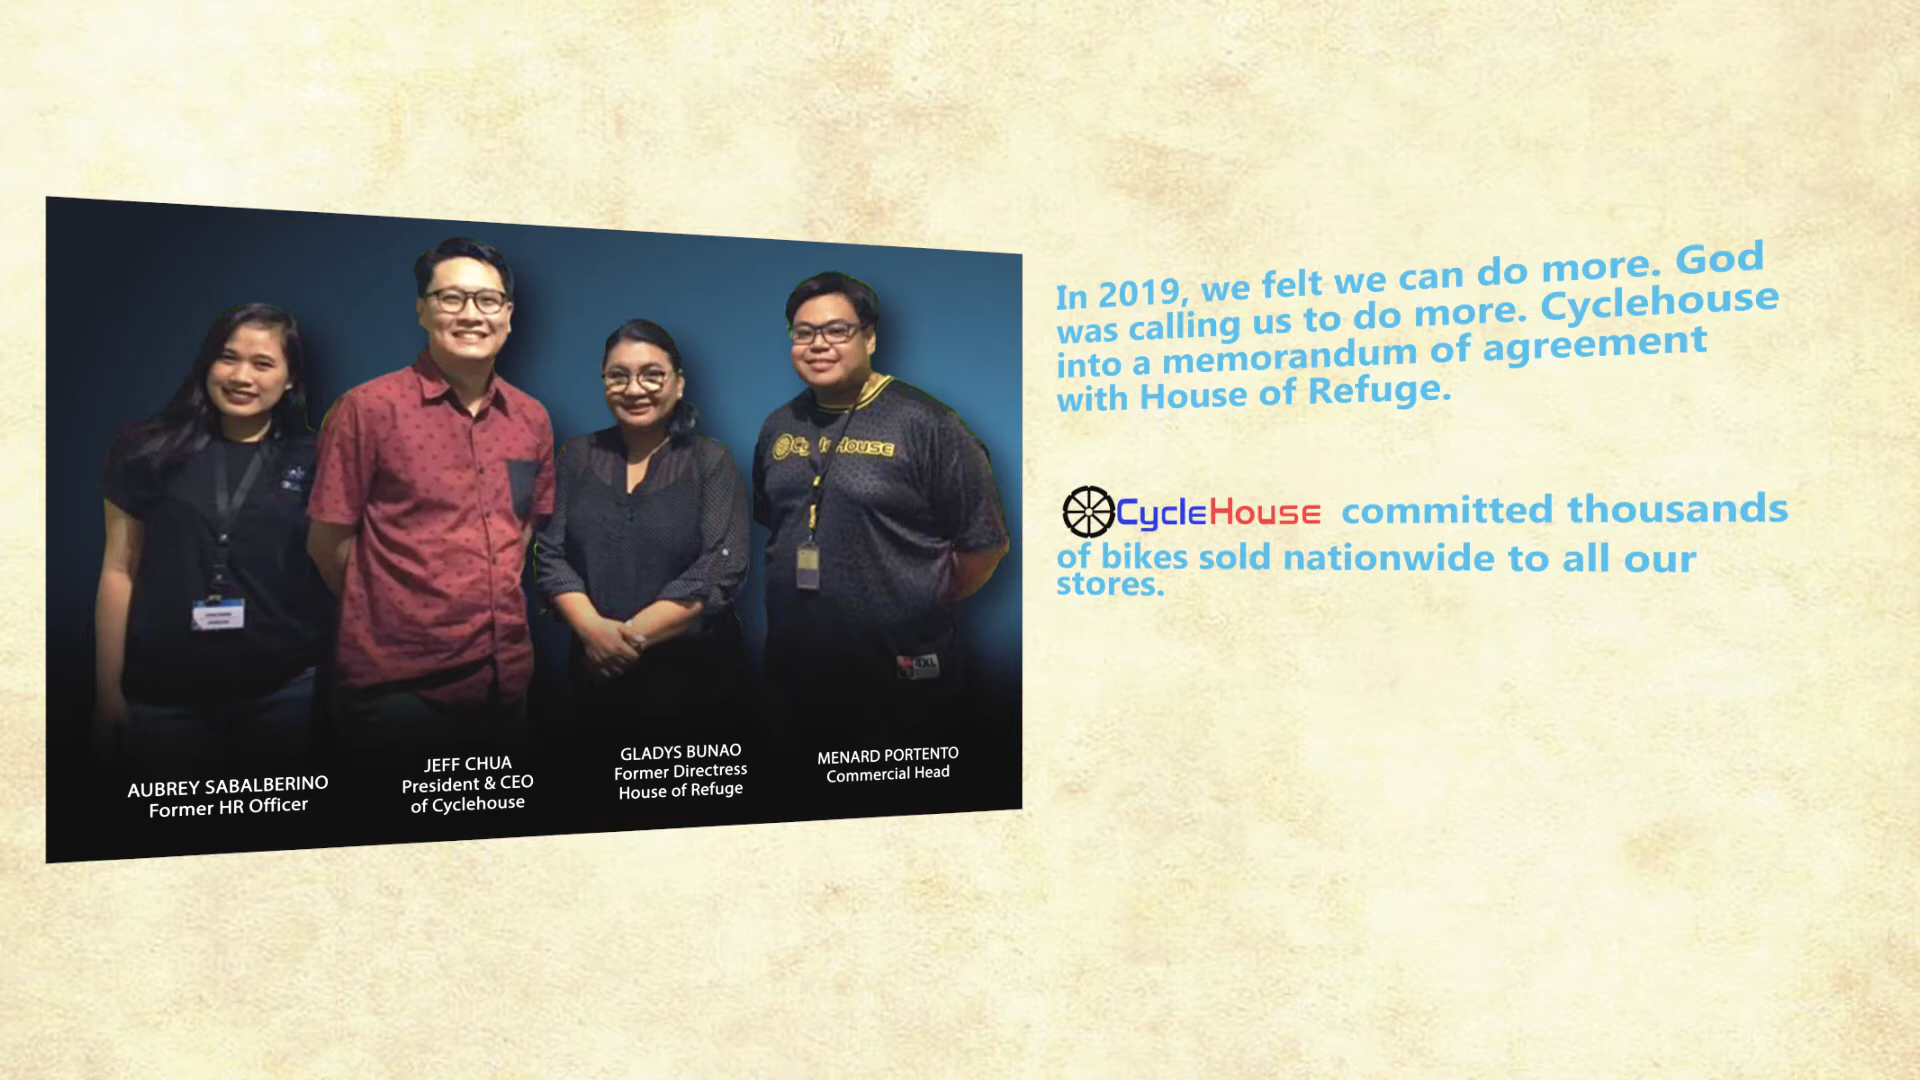 In 2019, we felt we can do more. God
was calling us to do more. Cyclehouse
into a memorandum of agreement
with House of Refuge.
CycleHouse committed thousands
of bikes sold nationwide to all our
stores.
4XL
AUBREY SABALBERINO
Former HR Officer
JEFF CHUA
President & CEO
of Cyclehouse
GLADYS BUNAO
Former Directress
House of Refuge
MENARD PORTENTO
Commercial Head